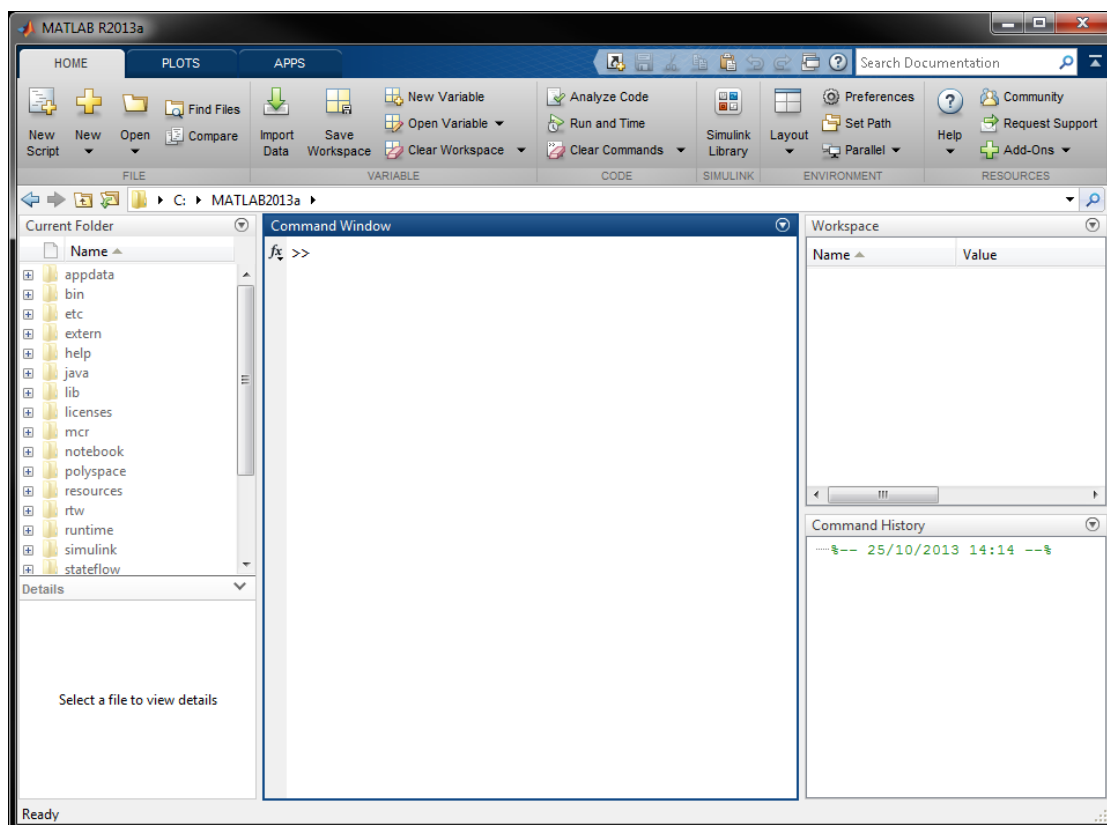 MATLAB R2013a
HOME PLOTS APPS Search Documentation
New Script New Open Find Files Compare
FILE
Import Data Save Workspace New Variable Open Variable Clear Workspace
VARIABLE
Analyze Code Run and Time Clear Commands
CODE
Simulink Library
SIMULINK
Layout Preferences Set Path Parallel
ENVIRONMENT
Help Community Request Support Add-Ons
RESOURCES
C: MATLAB2013a
Current Folder
Name
appdata
bin
etc
extern
help
java
lib
licenses
mcr
notebook
polyspace
resources
rtw
runtime
simulink
stateflow
Details
Select a file to view details
Command Window
fx >>
Workspace
Name Value
Command History
%-- 25/10/2013 14:14 --%
Ready